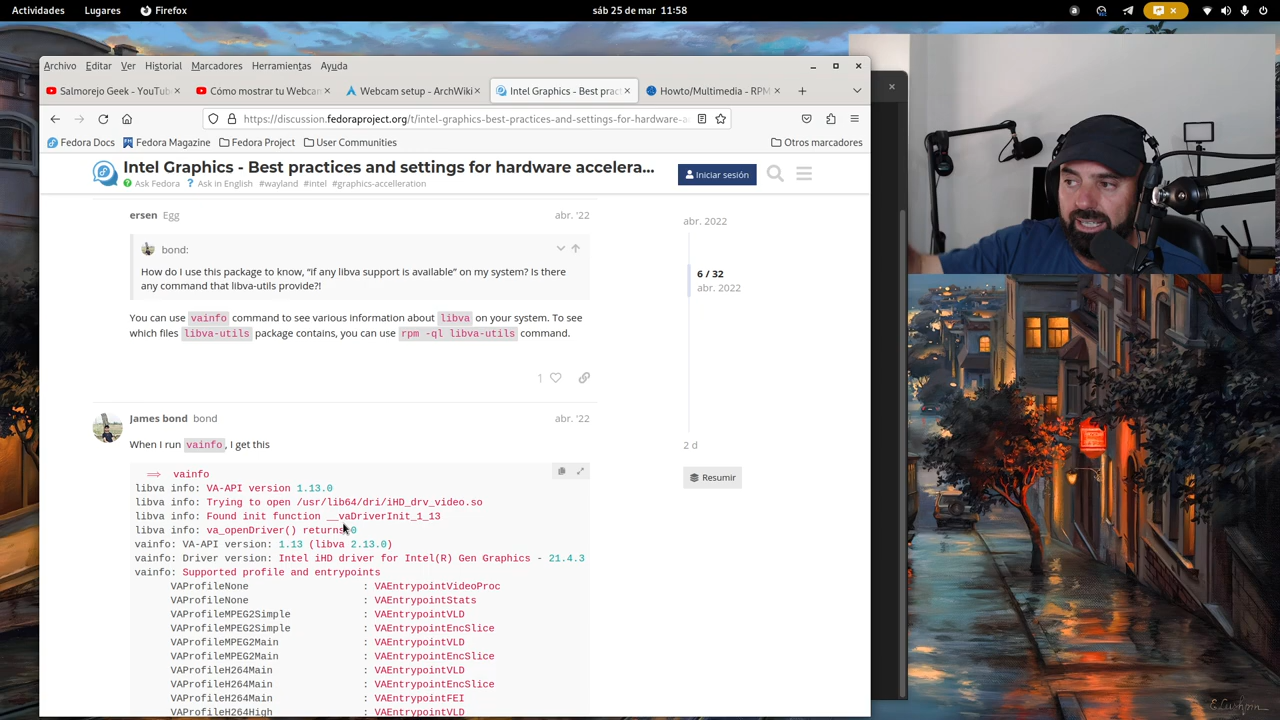 Actividades Lugares Firefox sáb 25 de mar 11:58
Archivo Editar Ver Historial Marcadores Herramientas Ayuda
Salmorejo Geek - YouTub Cómo mostrar tu Webcan Webcam setup - ArchWiki Intel Graphics - Best prac Howto/Multimedia - RPM
https://discussion.fedoraproject.org/t/intel-graphics-best-practices-and-settings-for-hardware-a
Fedora Docs Fedora Magazine Fedora Project User Communities Otros marcadores
Intel Graphics - Best practices and settings for hardware accelera...
Ask Fedora Ask in English #wayland #intel #graphics-accelleration
Iniciar sesión
ersen Egg abr. '22
bond:
How do I use this package to know, “if any libva support is available” on my system? Is there
any command that libva-utils provide?!
You can use vainfo command to see various information about libva on your system. To see
which files libva-utils package contains, you can use rpm -ql libva-utils command.
1
James bond bond abr. '22
When I run vainfo, I get this
⟹ vainfo
libva info: VA-API version 1.13.0
libva info: Trying to open /usr/lib64/dri/iHD_drv_video.so
libva info: Found init function __vaDriverInit_1_13
libva info: va_openDriver() returns 0
vainfo: VA-API version: 1.13 (libva 2.13.0)
vainfo: Driver version: Intel iHD driver for Intel(R) Gen Graphics - 21.4.3
vainfo: Supported profile and entrypoints
VAProfileNone : VAEntrypointVideoProc
VAProfileNone : VAEntrypointStats
VAProfileMPEG2Simple : VAEntrypointVLD
VAProfileMPEG2Simple : VAEntrypointEncSlice
VAProfileMPEG2Main : VAEntrypointVLD
VAProfileMPEG2Main : VAEntrypointEncSlice
VAProfileH264Main : VAEntrypointVLD
VAProfileH264Main : VAEntrypointEncSlice
VAProfileH264Main : VAEntrypointFEI
VAProfileH264High : VAEntrypointVLD
abr. 2022
6 / 32
abr. 2022
2 d
Resumir